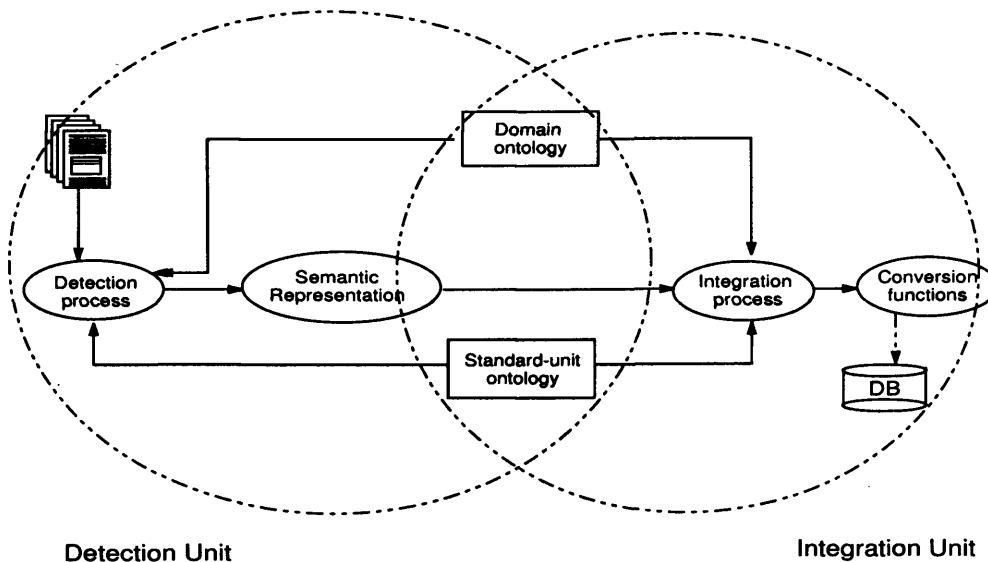 Domain
ontology
Detection
process
Semantic
Representation
Integration
process
Conversion
functions
Standard-unit
ontology
DB
Detection Unit
Integration Unit